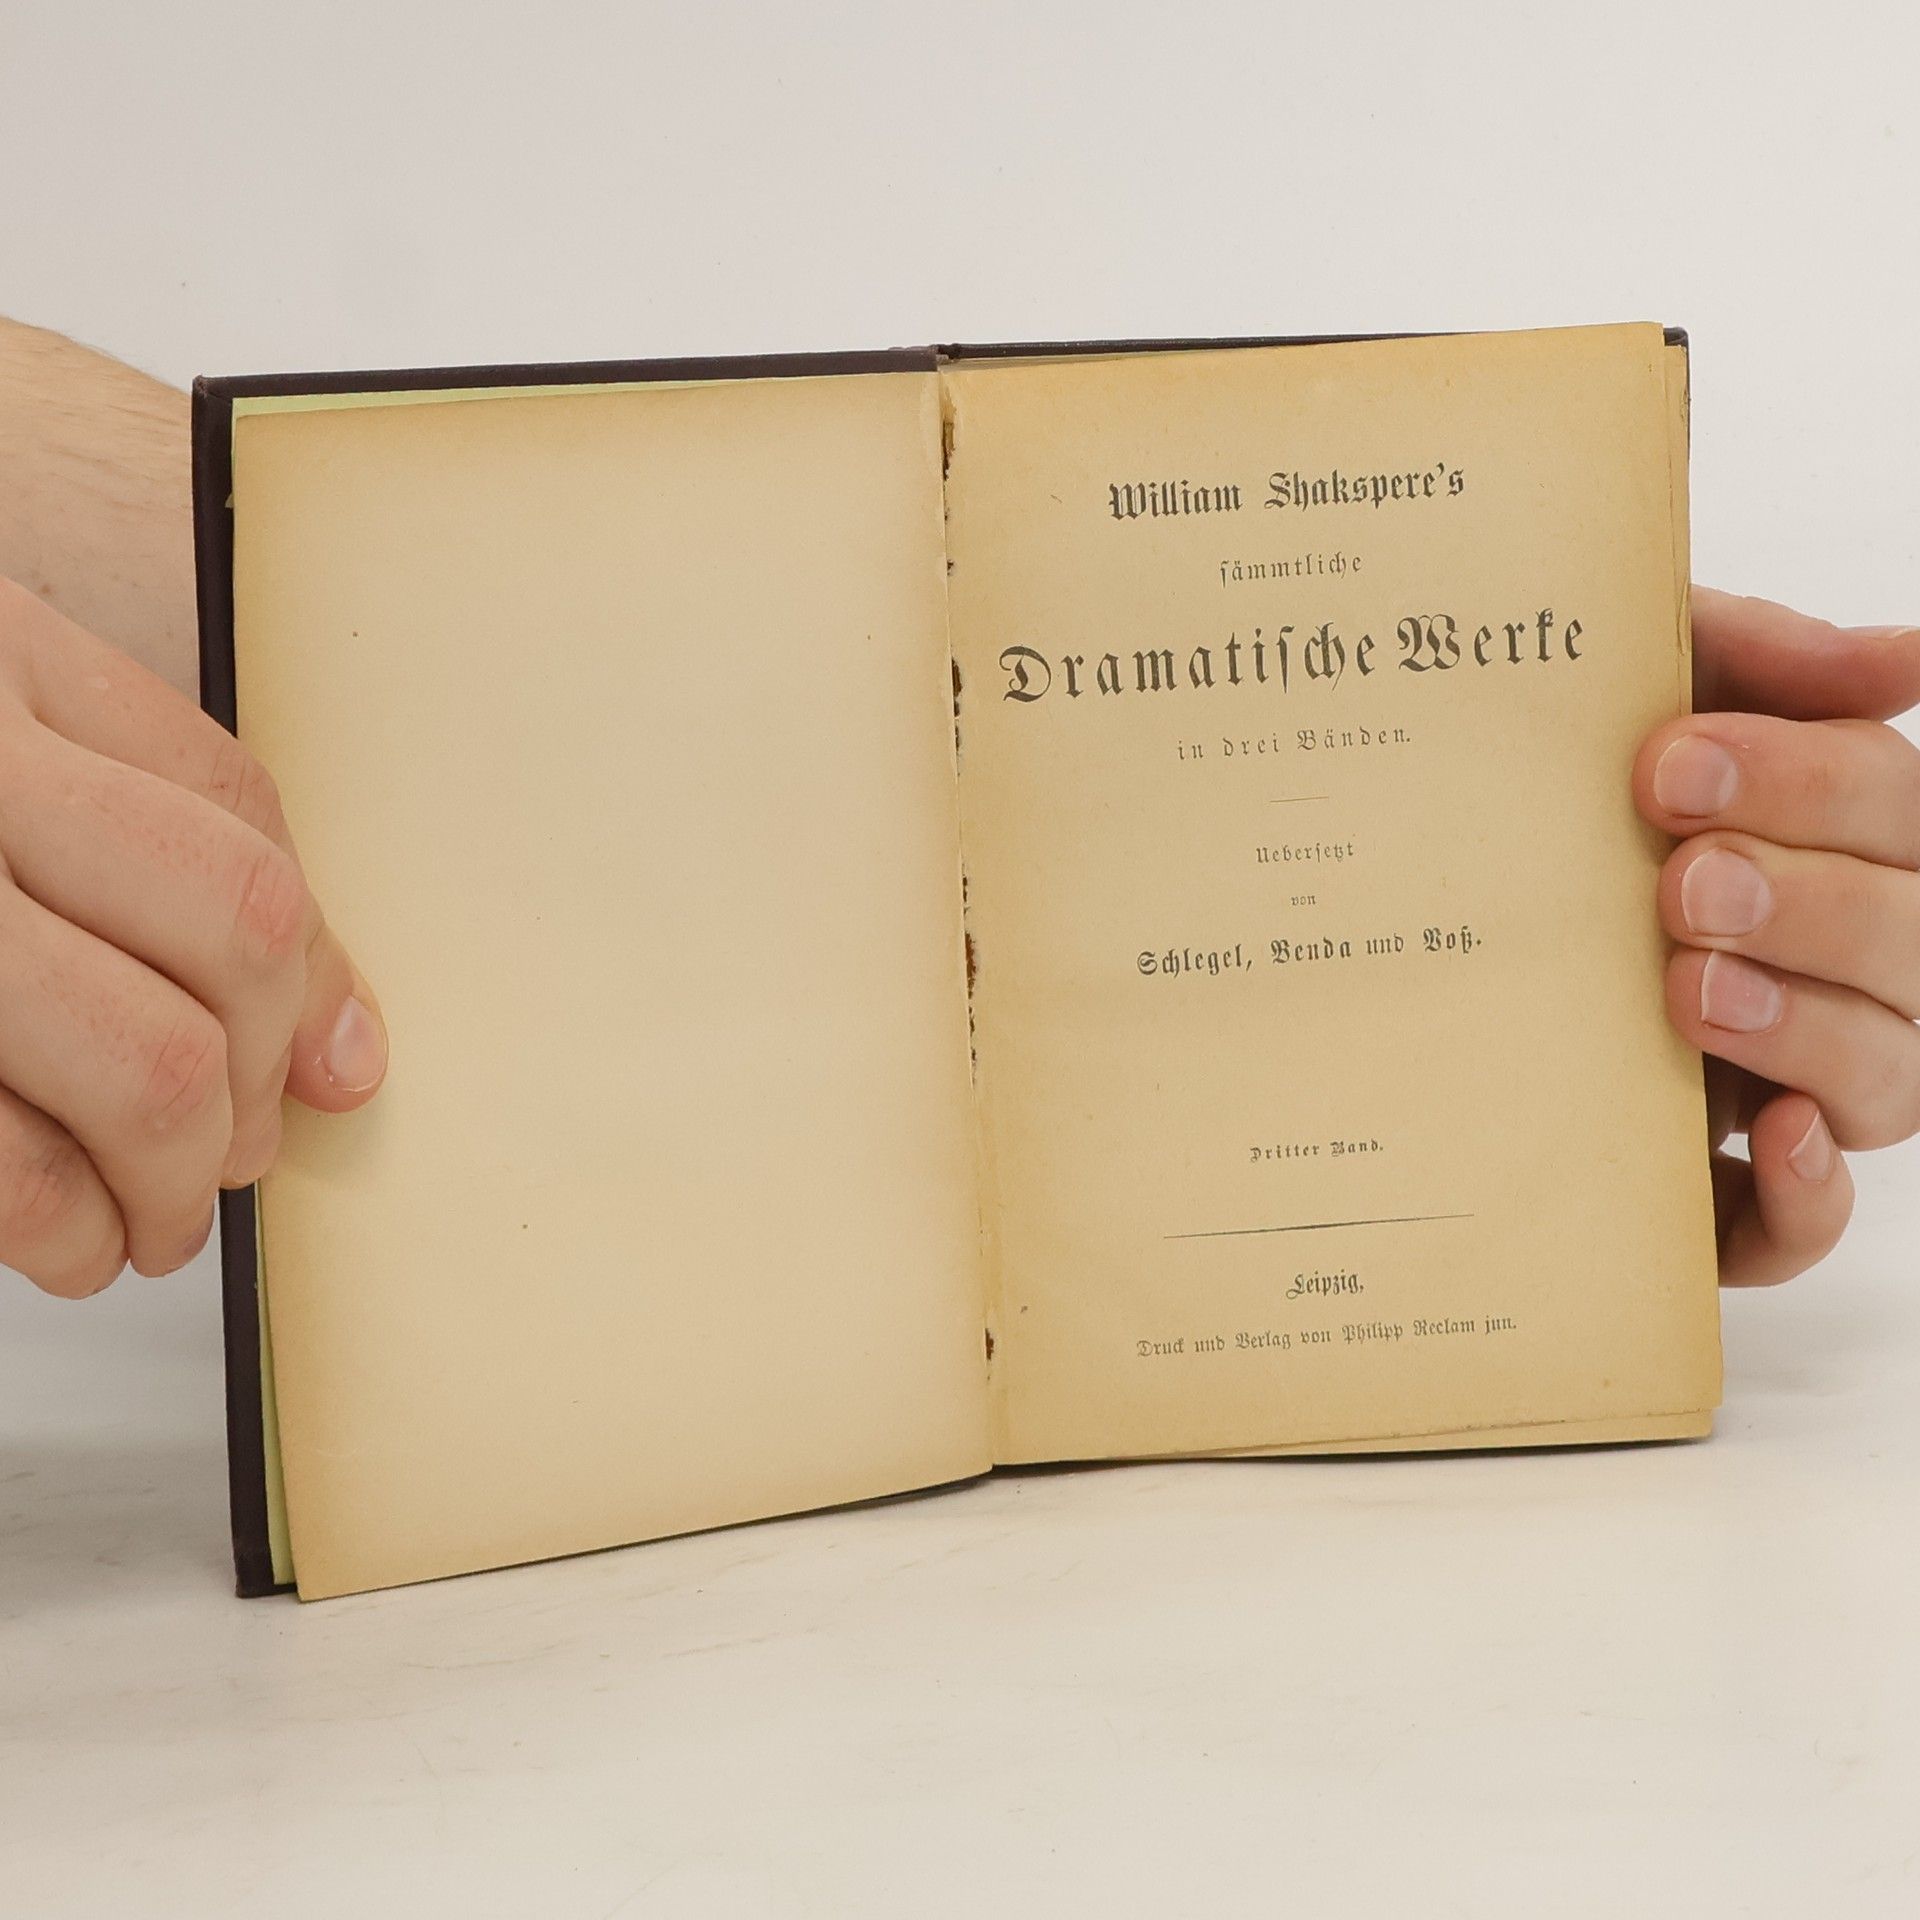 William Shakspere's
ſämmtliche
Dramatiſche Werke
in drei Bänden.
Ueberſetzt
von
Schlegel, Benda und Voß.
Dritter Band.
Leipzig,
Druck und Verlag von Philipp Reclam jun.